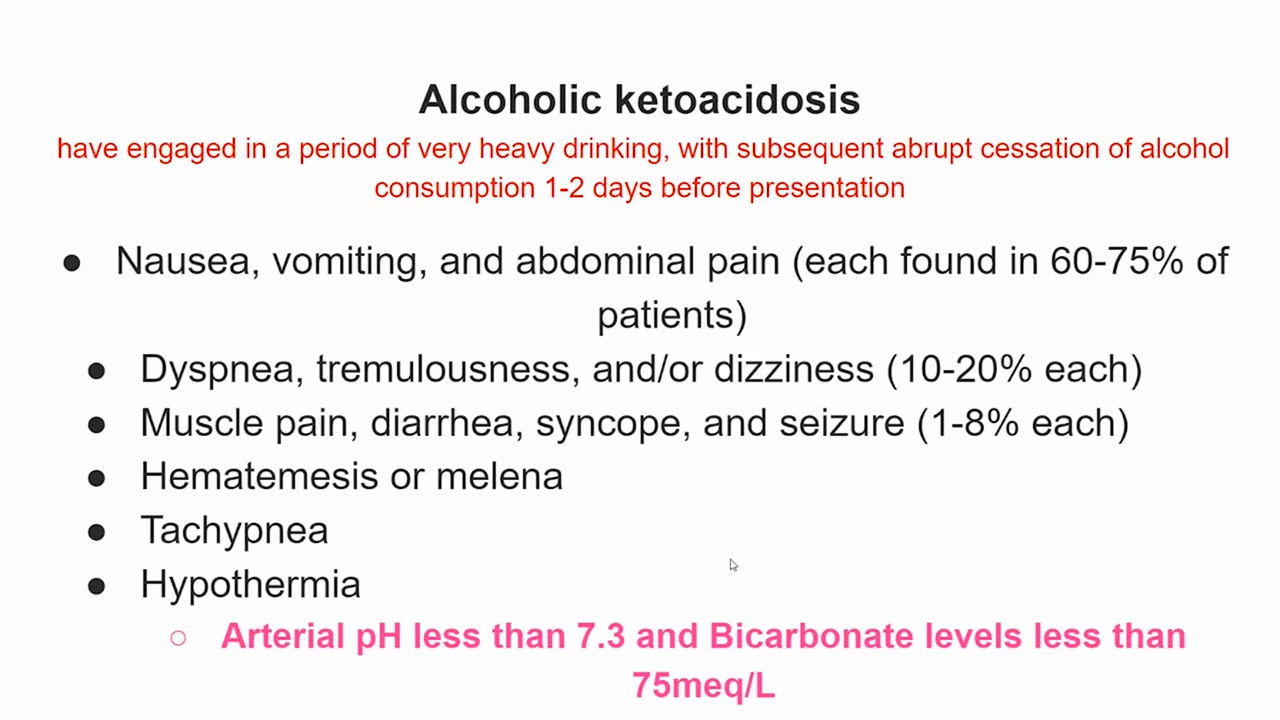 Alcoholic ketoacidosis
have engaged in a period of very heavy drinking, with subsequent abrupt cessation of alcohol
consumption 1-2 days before presentation
● Nausea, vomiting, and abdominal pain (each found in 60-75% of
patients)
● Dyspnea, tremulousness, and/or dizziness (10-20% each)
● Muscle pain, diarrhea, syncope, and seizure (1-8% each)
● Hematemesis or melena
● Tachypnea
● Hypothermia
○ Arterial pH less than 7.3 and Bicarbonate levels less than
75meq/L